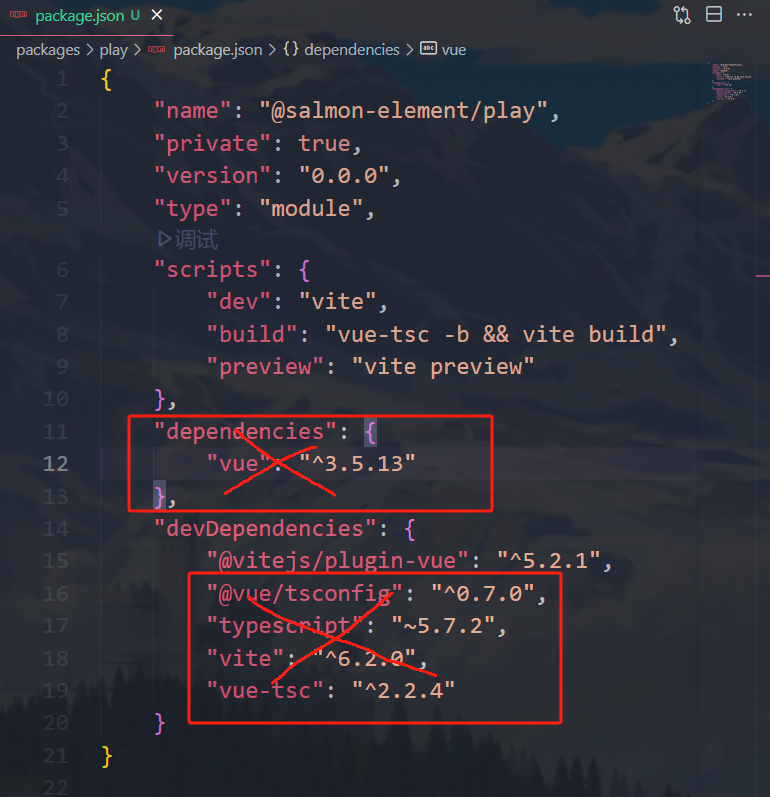 package.json U
packages > play > package.json > {} dependencies > abc vue
1 {
2 "name": "@salmon-element/play",
3 "private": true,
4 "version": "0.0.0",
5 "type": "module",
调试
6 "scripts": {
7 "dev": "vite",
8 "build": "vue-tsc -b && vite build",
9 "preview": "vite preview"
10 },
11 "dependencies": {
12 "vue": "^3.5.13"
13 },
14 "devDependencies": {
15 "@vitejs/plugin-vue": "^5.2.1",
16 "@vue/tsconfig": "^0.7.0",
17 "typescript": "~5.7.2",
18 "vite": "^6.2.0",
19 "vue-tsc": "^2.2.4"
20 }
21 }
22